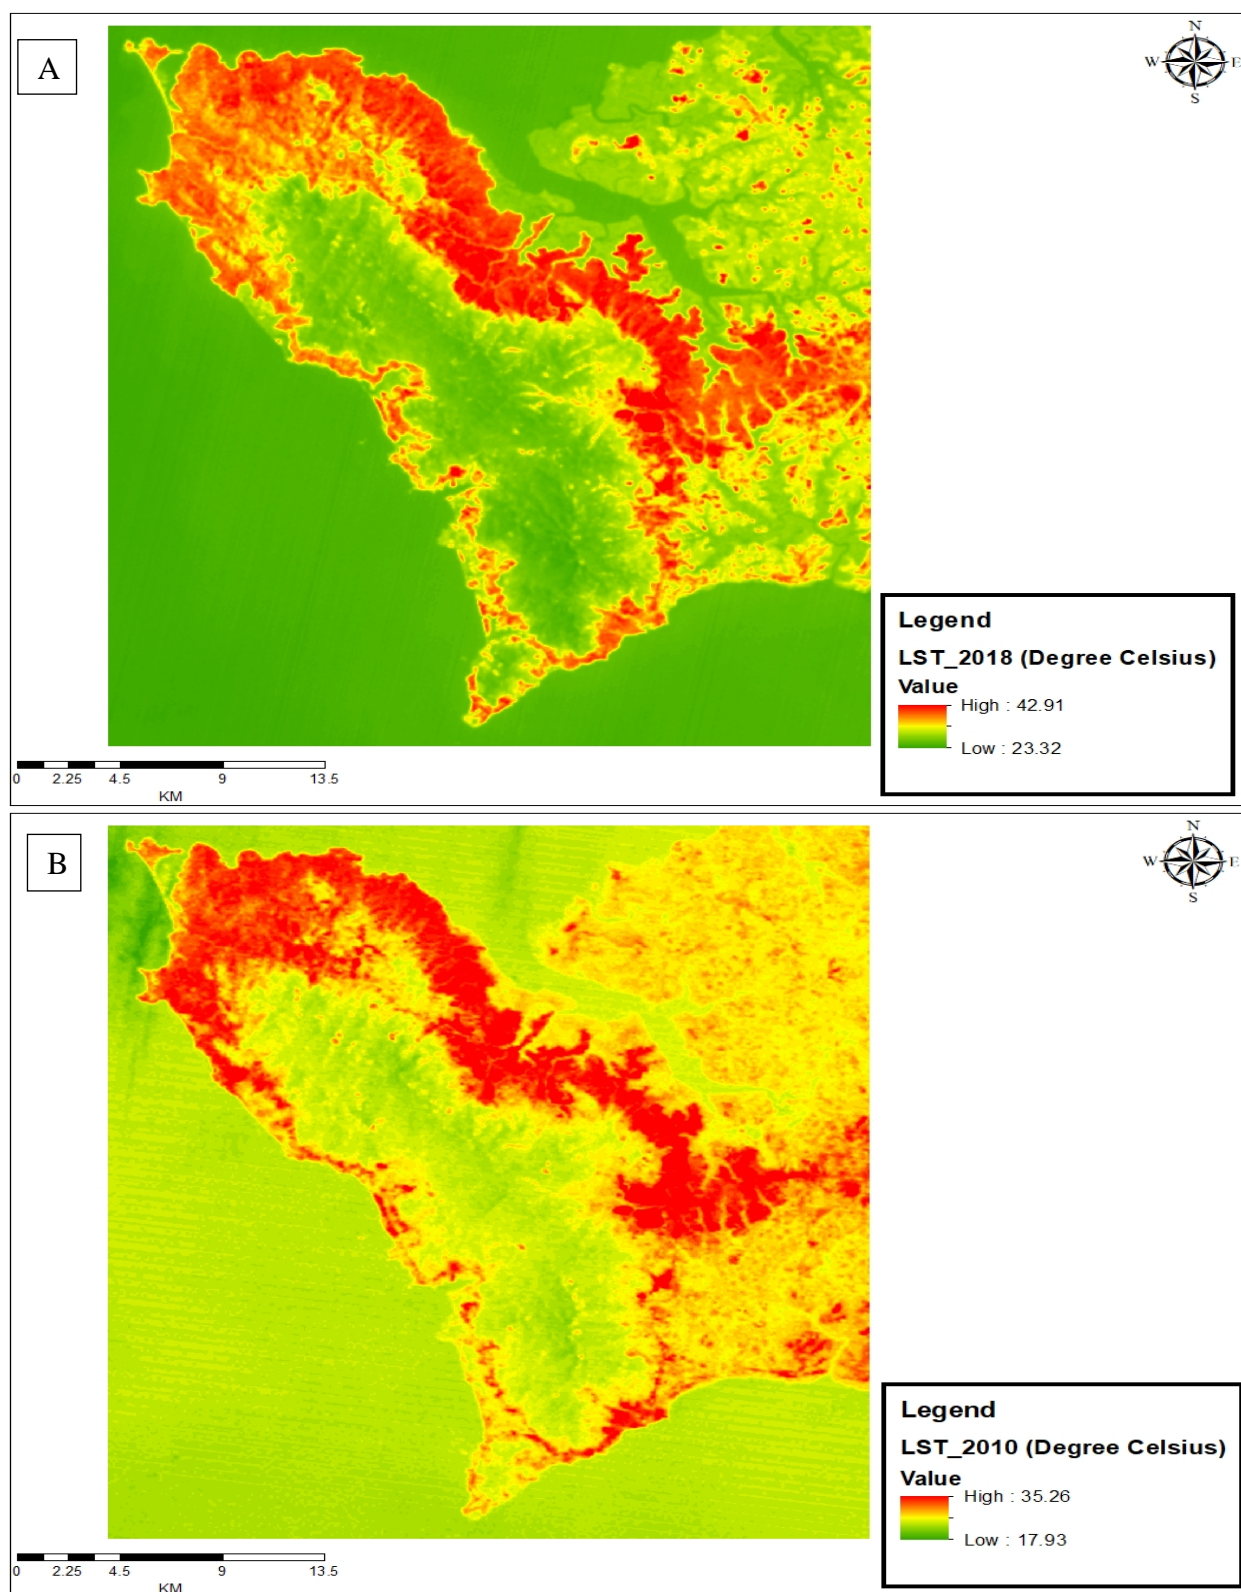 A
N
W E
S
Legend
LST_2018 (Degree Celsius)
Value
High : 42.91
Low : 23.32
0 2.25 4.5 9 13.5
KM
B
N
W E
S
Legend
LST_2010 (Degree Celsius)
Value
High : 35.26
Low : 17.93
0 2.25 4.5 9 13.5
KM